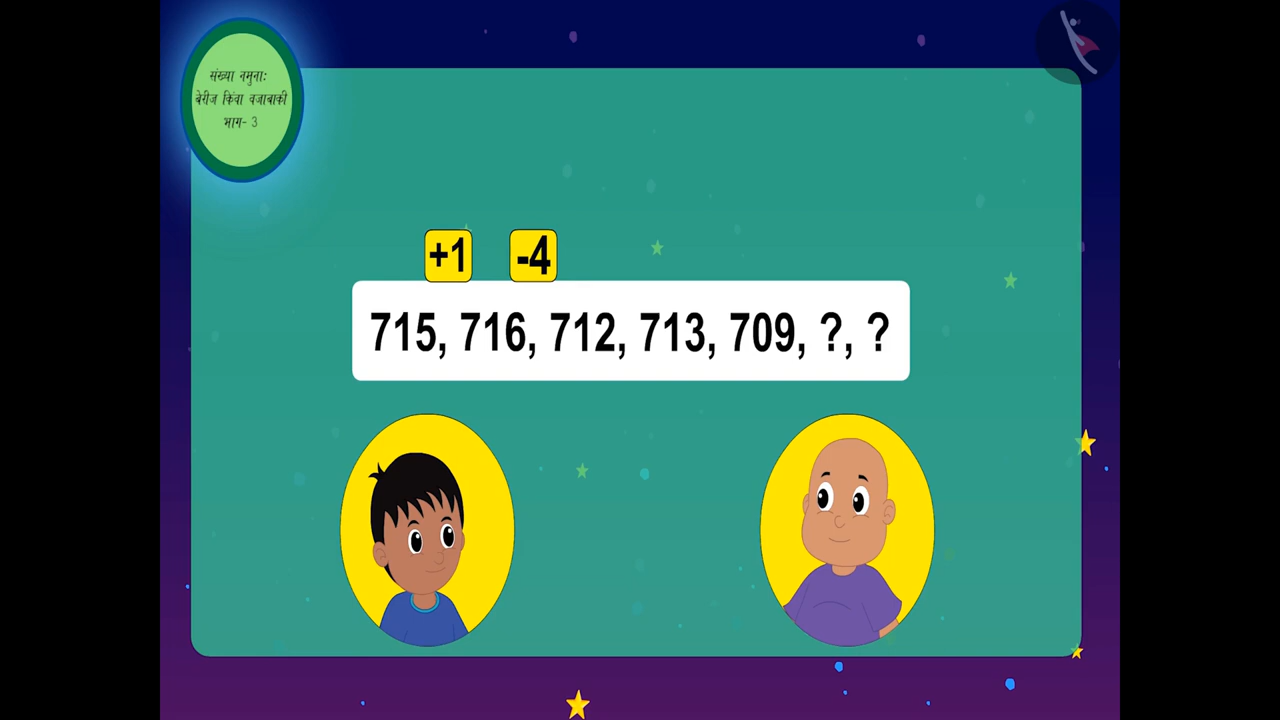 संख्या नमुनाः
बेरीज किंवा वजाबाकी
भाग- 3
+1 -4
715, 716, 712, 713, 709, ?, ?